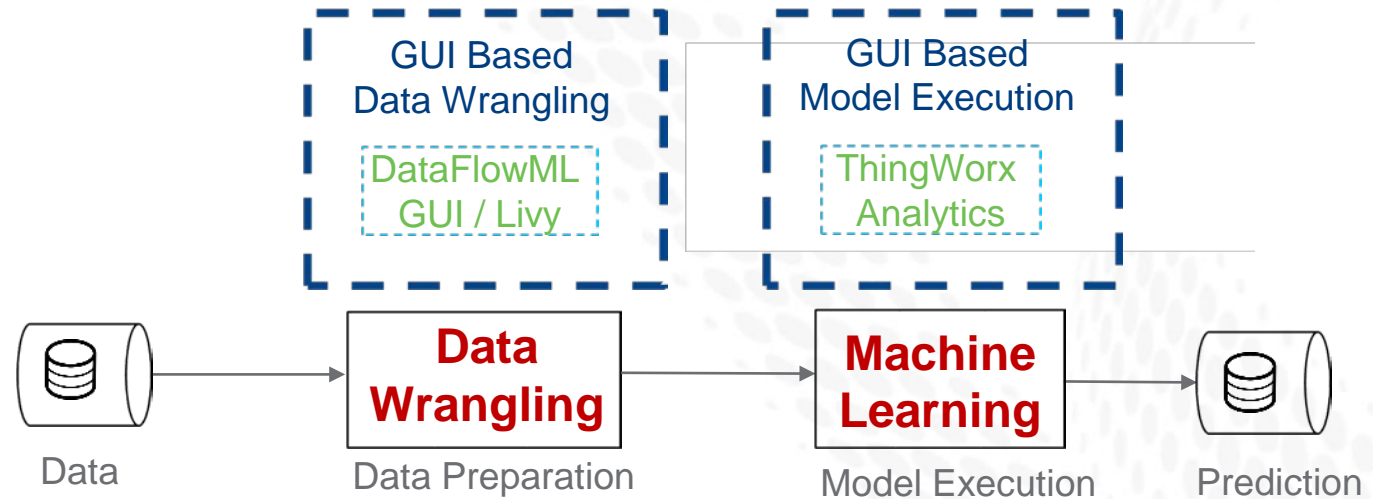 GUI Based
Data Wrangling
DataFlowML
GUI / Livy
GUI Based
Model Execution
ThingWorx
Analytics
Data
Wrangling
Machine
Learning
Data
Data Preparation
Model Execution
Prediction